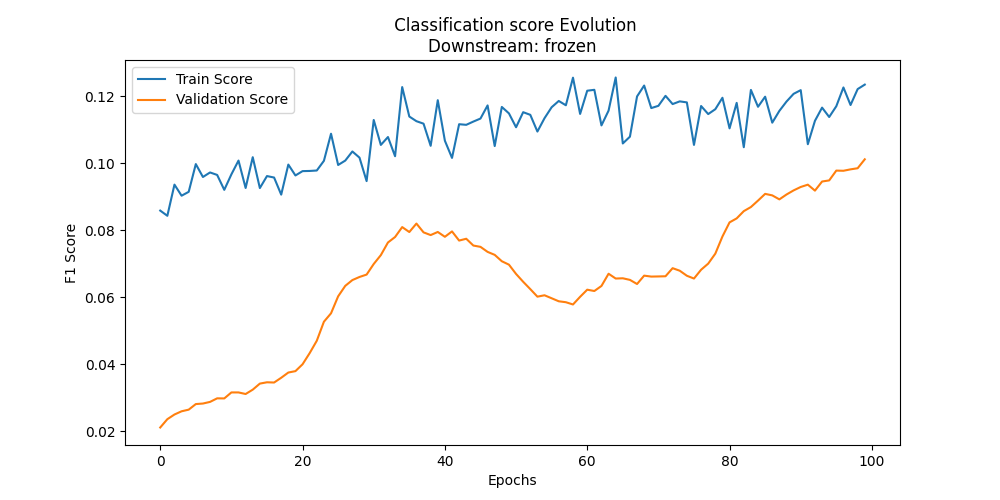 Classification score Evolution
Downstream: frozen
Train Score
Validation Score
0.12
0.10
0.08
0.06
0.04
0.02
F1 Score
0 20 40 60 80 100
Epochs